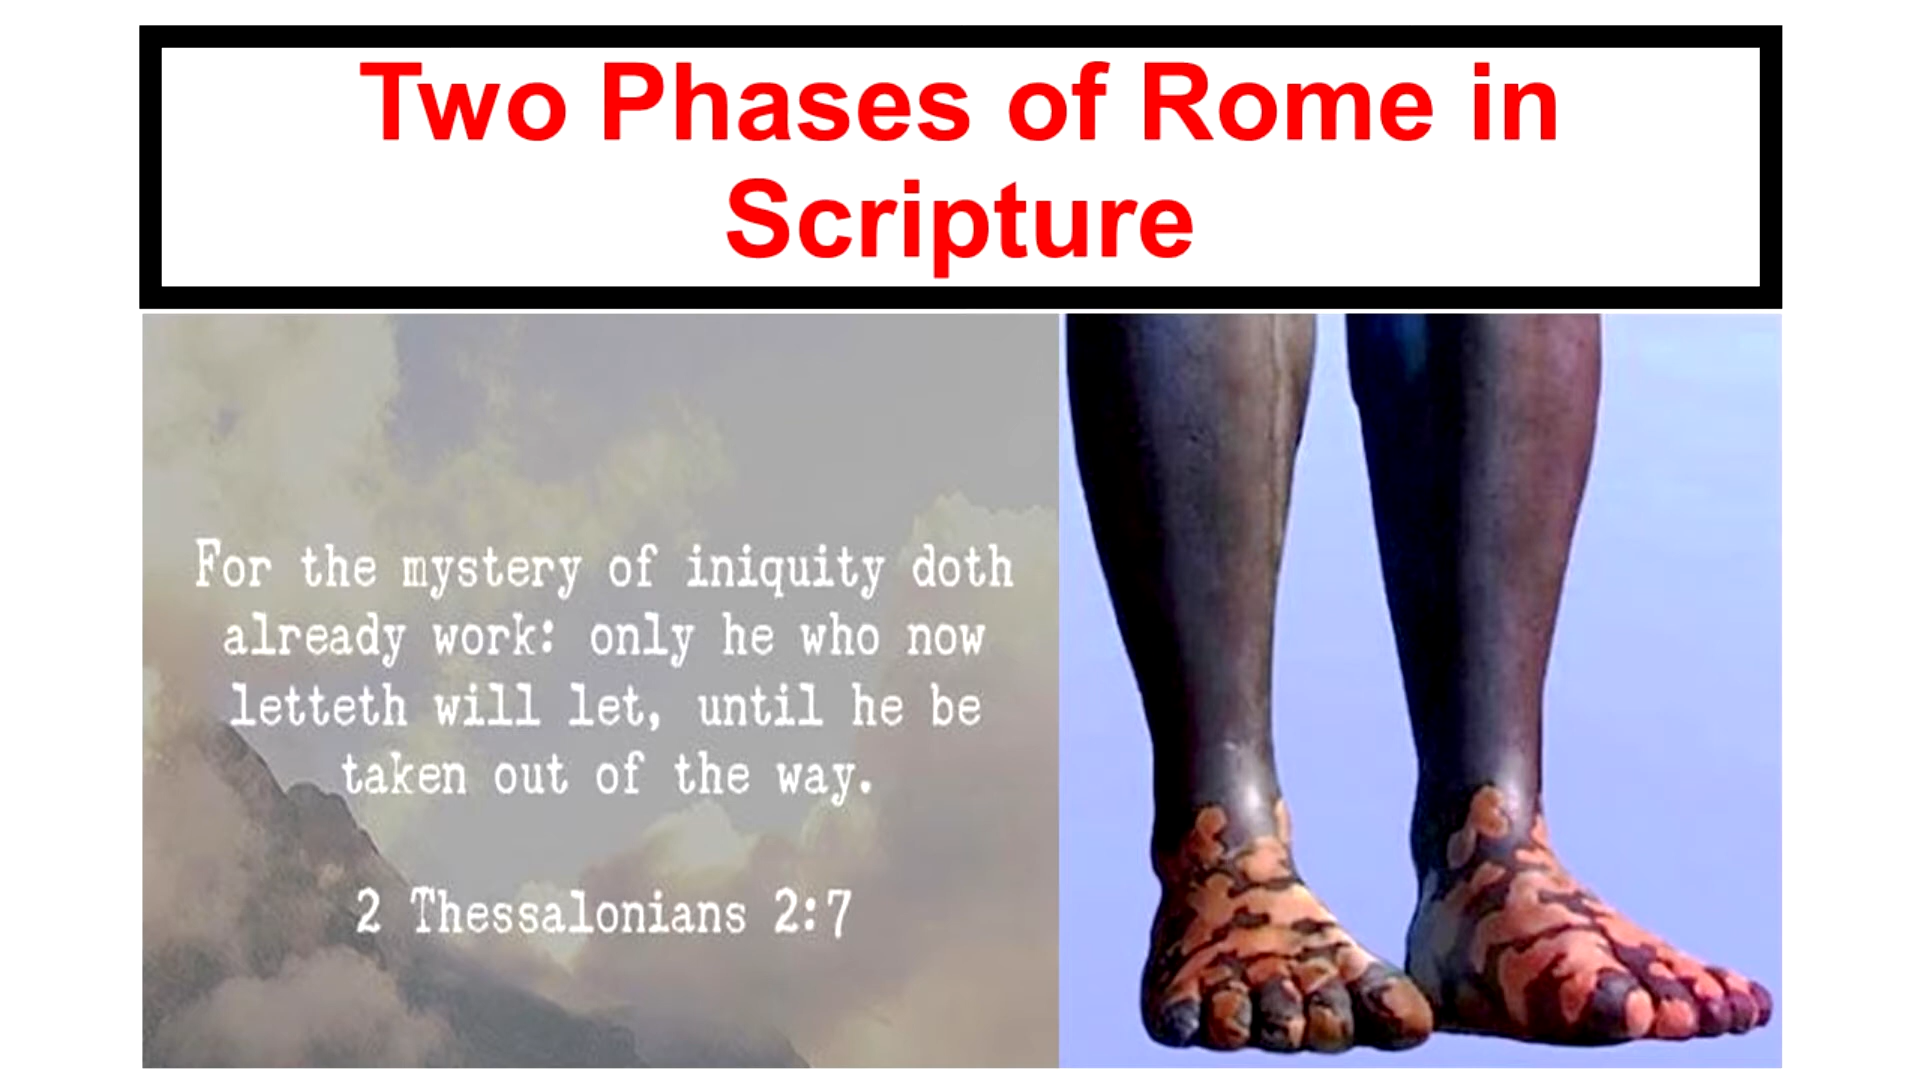 Two Phases of Rome in
Scripture
For the mystery of iniquity doth
already work: only he who now
letteth will let, until he be
taken out of the way.
2 Thessalonians 2:7